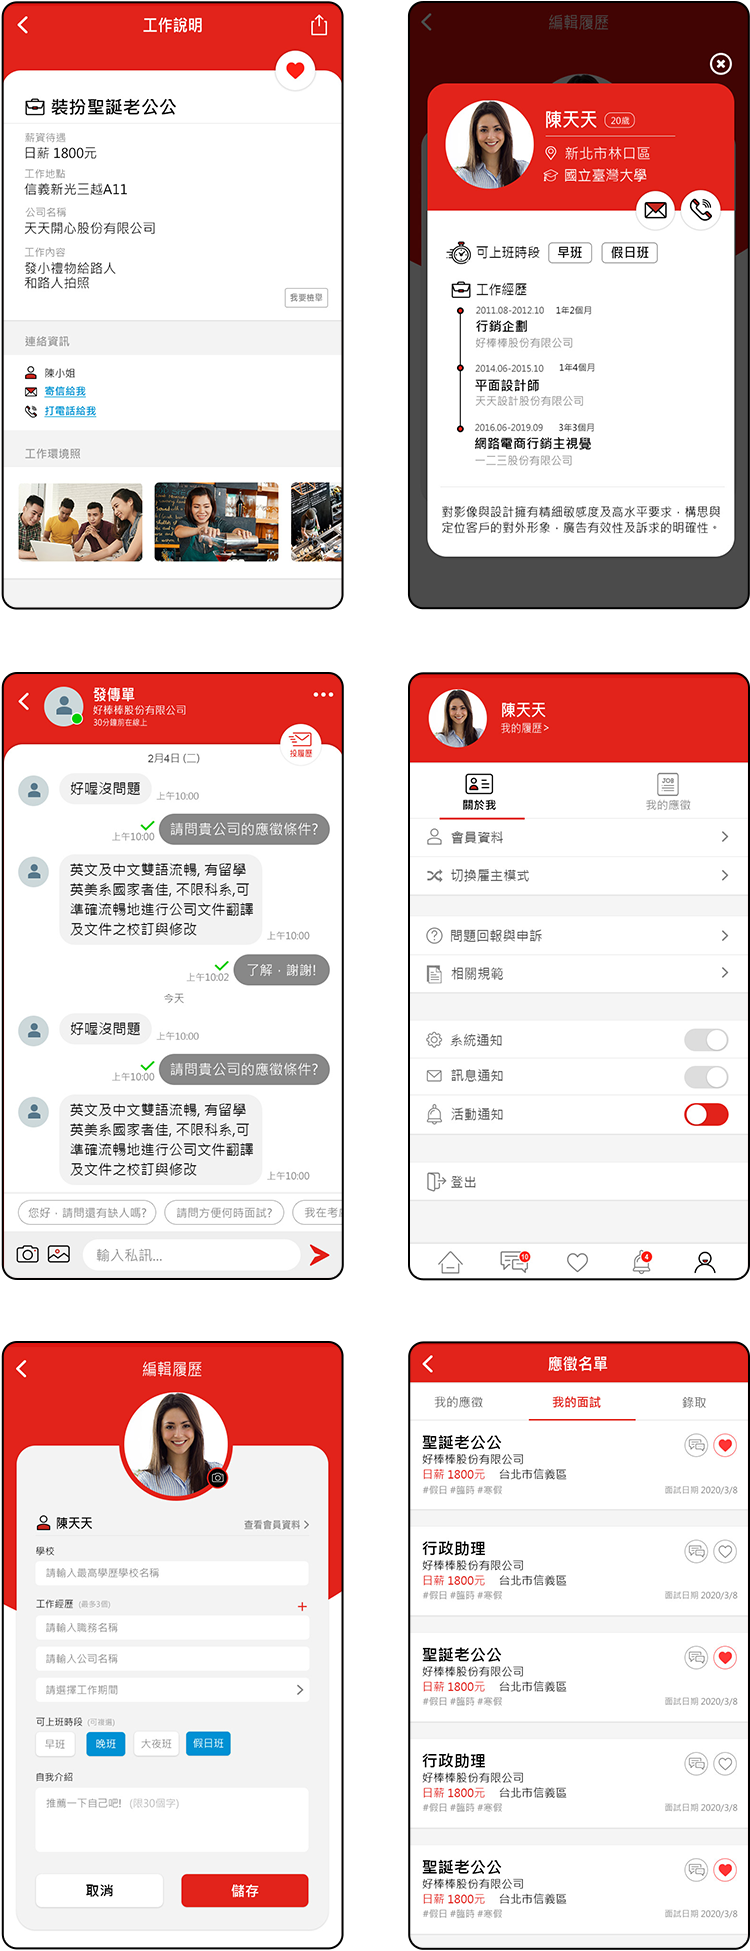 工作說明
裝扮聖誕老公公
薪資待遇
日薪 1800元
工作地點
信義新光三越A11
公司名稱
天天開心股份有限公司
工作內容
發小禮物給路人
和路人拍照
我要檢舉
連絡資訊
陳小姐
寄信給我
打電話給我
工作環境照
編輯履歷
陳天天 20歲
新北市林口區
國立臺灣大學
可上班時段 早班 假日班
工作經歷
2011.08-2012.10 1年2個月
行銷企劃
好棒棒股份有限公司
2014.06-2015.10 1年4個月
平面設計師
天天設計股份有限公司
2016.06-2019.09 3年3個月
網路電商行銷主視覺
一二三股份有限公司
對影像與設計擁有精細敏感度及高水平要求，構思與
定位客戶的對外形象，廣告有效性及訴求的明確性。
發傳單
好棒棒股份有限公司
30分鐘前在線上
投履歷
2月4日 (二)
好喔沒問題 上午10:00
上午10:00 請問貴公司的應徵條件?
英文及中文雙語流暢, 有留學
英美系國家者佳, 不限科系,可
準確流暢地進行公司文件翻譯
及文件之校訂與修改 上午10:00
上午10:02 了解，謝謝!
今天
好喔沒問題 上午10:00
上午10:00 請問貴公司的應徵條件?
英文及中文雙語流暢, 有留學
英美系國家者佳, 不限科系,可
準確流暢地進行公司文件翻譯
及文件之校訂與修改 上午10:00
您好，請問還有缺人嗎? 請問方便何時面試? 我在考
輸入私訊...
陳天天
我的履歷>
JOB
關於我 我的應徵
會員資料
切換雇主模式
問題回報與申訴
相關規範
系統通知
訊息通知
活動通知
登出
10 4
編輯履歷
陳天天 查看會員資料
學校
請輸入最高學歷學校名稱
工作經歷 (最多3個) +
請輸入職務名稱
請輸入公司名稱
請選擇工作期間
可上班時段 (可複選)
早班 晚班 大夜班 假日班
自我介紹
推薦一下自己吧! (限30個字)
取消 儲存
應徵名單
我的應徵 我的面試 錄取
聖誕老公公
好棒棒股份有限公司
日薪 1800元 台北市信義區
#假日 #臨時 #寒假 面試日期 2020/3/8
行政助理
好棒棒股份有限公司
日薪 1800元 台北市信義區
#假日 #臨時 #寒假 面試日期 2020/3/8
聖誕老公公
好棒棒股份有限公司
日薪 1800元 台北市信義區
#假日 #臨時 #寒假 面試日期 2020/3/8
行政助理
好棒棒股份有限公司
日薪 1800元 台北市信義區
#假日 #臨時 #寒假 面試日期 2020/3/8
聖誕老公公
好棒棒股份有限公司
日薪 1800元 台北市信義區
#假日 #臨時 #寒假 面試日期 2020/3/8